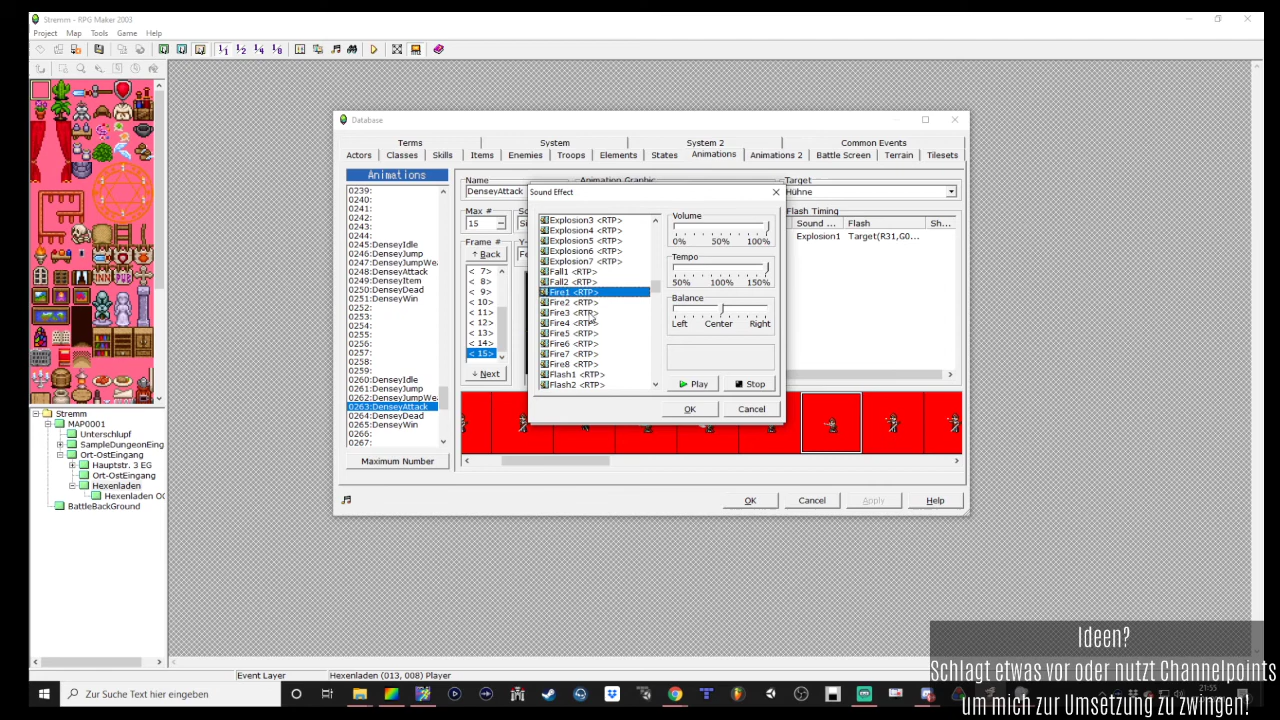 Stremm - RPG Maker 2003
Project Map Tools Game Help
Database
Terms System System 2 Common Events
Actors Classes Skills Items Enemies Troops Elements States Animations Animations 2 Battle Screen Terrain Tilesets
Animations
0239:
0240:
0241:
0242:
0243:
0244:
0245:DenseyIdle
0246:DenseyJump
0247:DenseyJumpWe
0248:DenseyAttack
0249:DenseyItem
0250:DenseyDead
0251:DenseyWin
0252:
0253:
0254:
0255:
0256:
0257:
0258:
0259:
0260:DenseyIdle
0261:DenseyJump
0262:DenseyJumpWea
0263:DenseyAttack
0264:DenseyDead
0265:DenseyWin
0266:
0267:
Maximum Number
Name Animation Graphic
DenseyAttack
Max #
15
Frame #
Back
< 7>
< 8>
< 9>
< 10>
< 11>
< 12>
< 13>
< 14>
< 15>
Next
Sound Effect
Explosion3 <RTP>
Explosion4 <RTP>
Explosion5 <RTP>
Explosion6 <RTP>
Explosion7 <RTP>
Fall1 <RTP>
Fall2 <RTP>
Fire1 <RTP>
Fire2 <RTP>
Fire3 <RTP>
Fire4 <RTP>
Fire5 <RTP>
Fire6 <RTP>
Fire7 <RTP>
Fire8 <RTP>
Flash1 <RTP>
Flash2 <RTP>
Volume
0% 50% 100%
Tempo
50% 100% 150%
Balance
Left Center Right
Play Stop
OK Cancel
Target
Hühne
Flash Timing
Sound ... Flash Sh...
Explosion1 Target(R31,G0...
OK Cancel Apply Help
Stremm
MAP0001
Unterschlupf
SampleDungeonEing
Ort-OstEingang
Hauptstr. 3 EG
Ort-OstEingang
Hexenladen
Hexenladen OG
BattleBackGround
Event Layer Hexenladen (013, 008) Player
Zur Suche Text hier eingeben
21:55
Ideen?
Schlagt etwas vor oder nutzt Channelpoints
um mich zur Umsetzung zu zwingen!